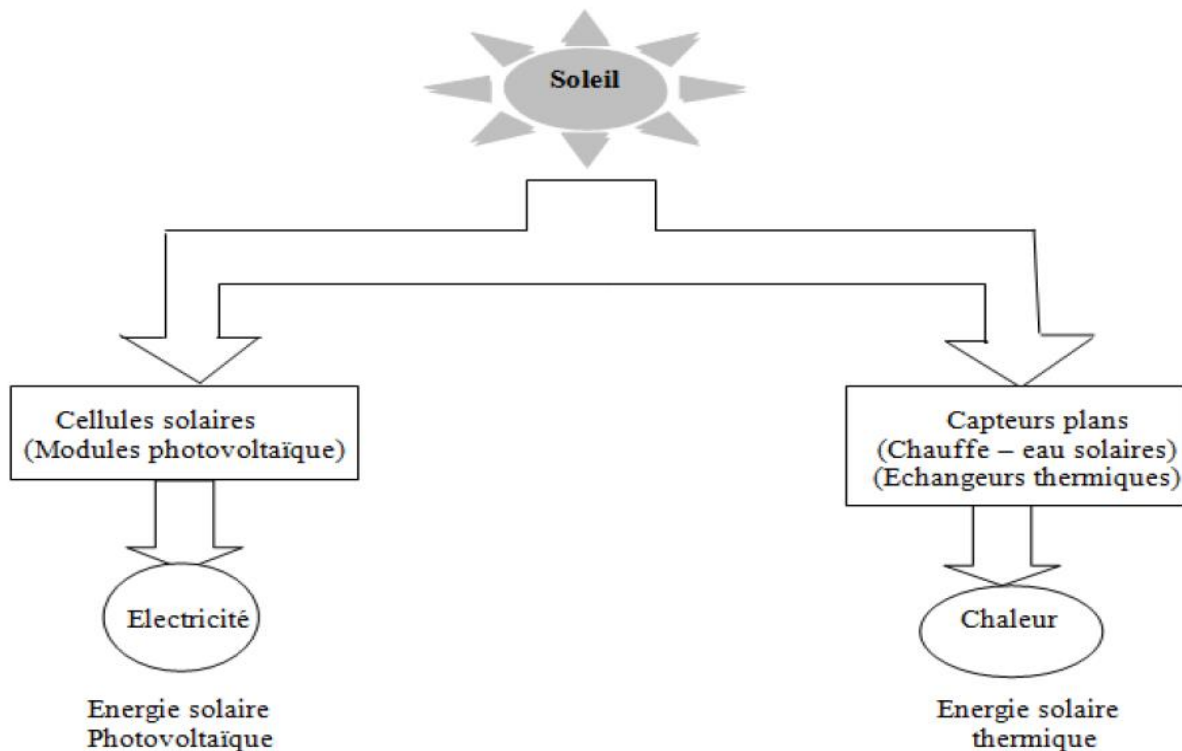 Soleil
Cellules solaires
(Modules photovoltaïque)
Electricité
Energie solaire
Photovoltaïque
Capteurs plans
(Chauffe – eau solaires)
(Echangeurs thermiques)
Chaleur
Energie solaire
thermique